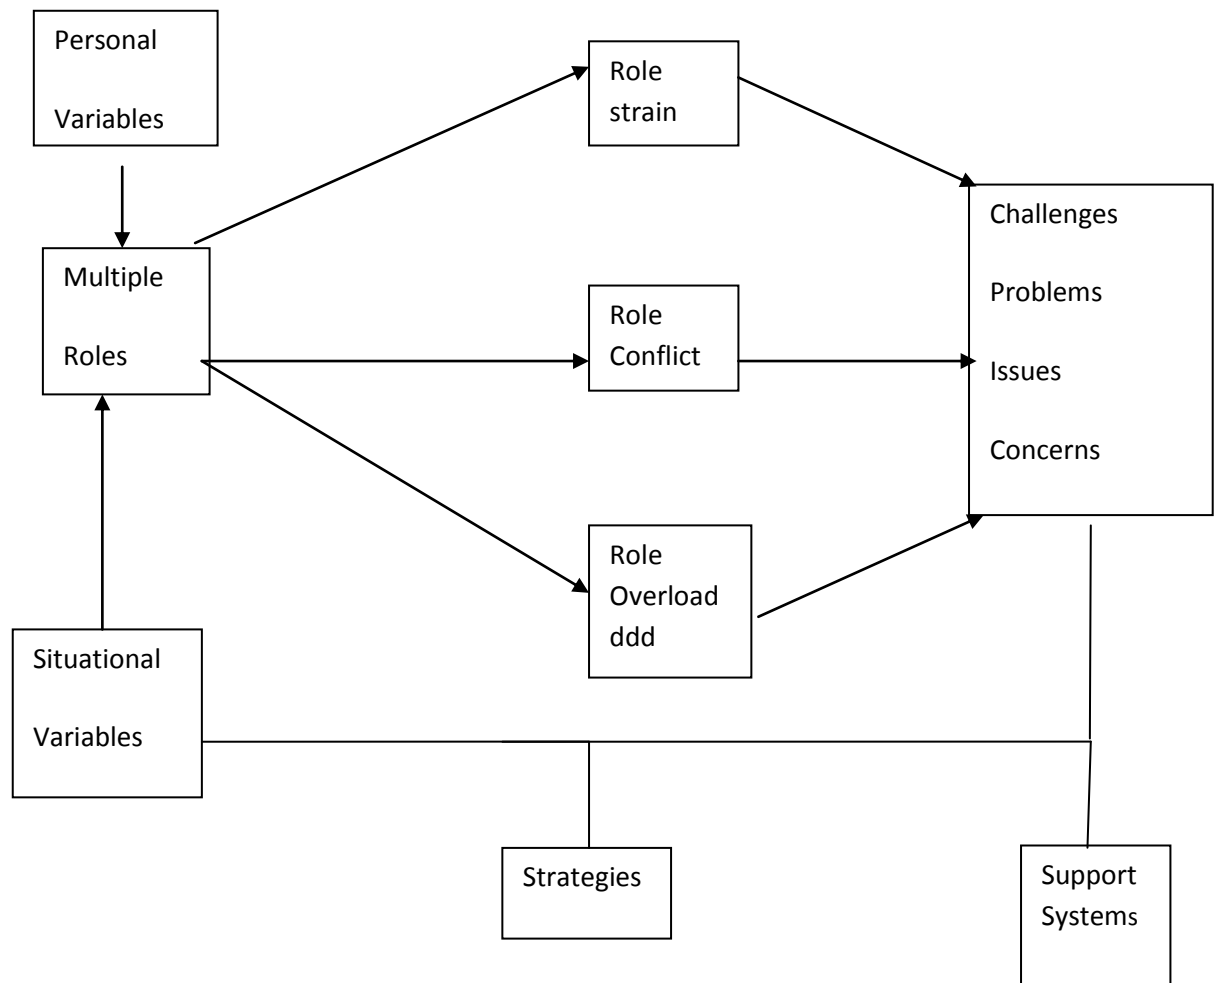 Personal
Variables
Role
strain
Challenges
Problems
Issues
Concerns
Multiple
Roles
Role
Conflict
Role
Overload
ddd
Situational
Variables
Strategies
Support
Systems